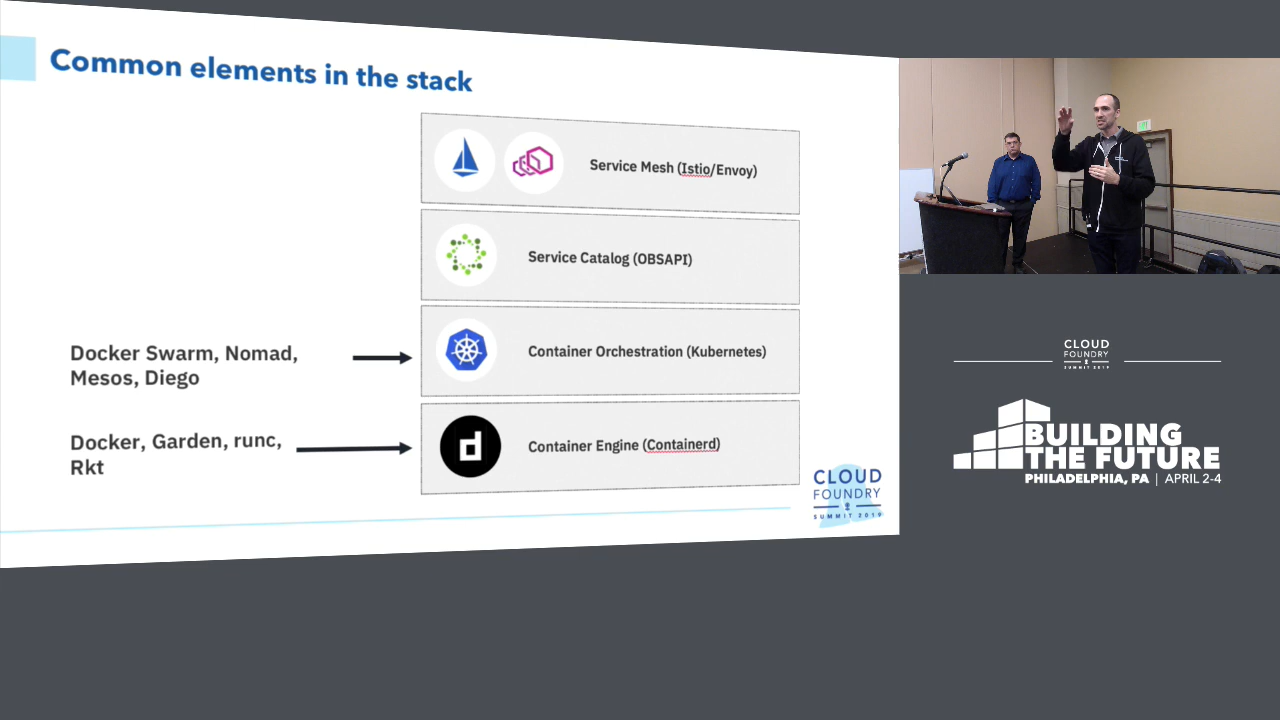 Common elements in the stack
Service Mesh (Istio/Envoy)
Service Catalog (OBSAPI)
Docker Swarm, Nomad,
Mesos, Diego
Container Orchestration (Kubernetes)
Docker, Garden, runc,
Rkt
Container Engine (Containerd)
d
CLOUD
FOUNDRY
SUMMIT 2019
CLOUD
FOUNDRY
SUMMIT 2019
BUILDING
THE FUTURE
PHILADELPHIA, PA | APRIL 2-4